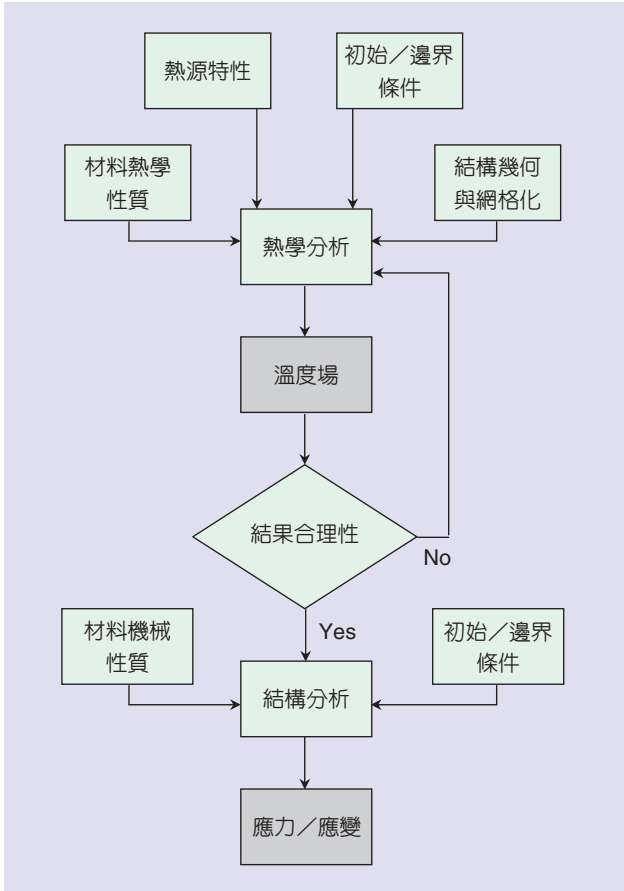 熱源特性
初始／邊界
條件
材料熱學
性質
結構幾何
與網格化
熱學分析
溫度場
結果合理性
No
Yes
材料機械
性質
初始／邊界
條件
結構分析
應力／應變